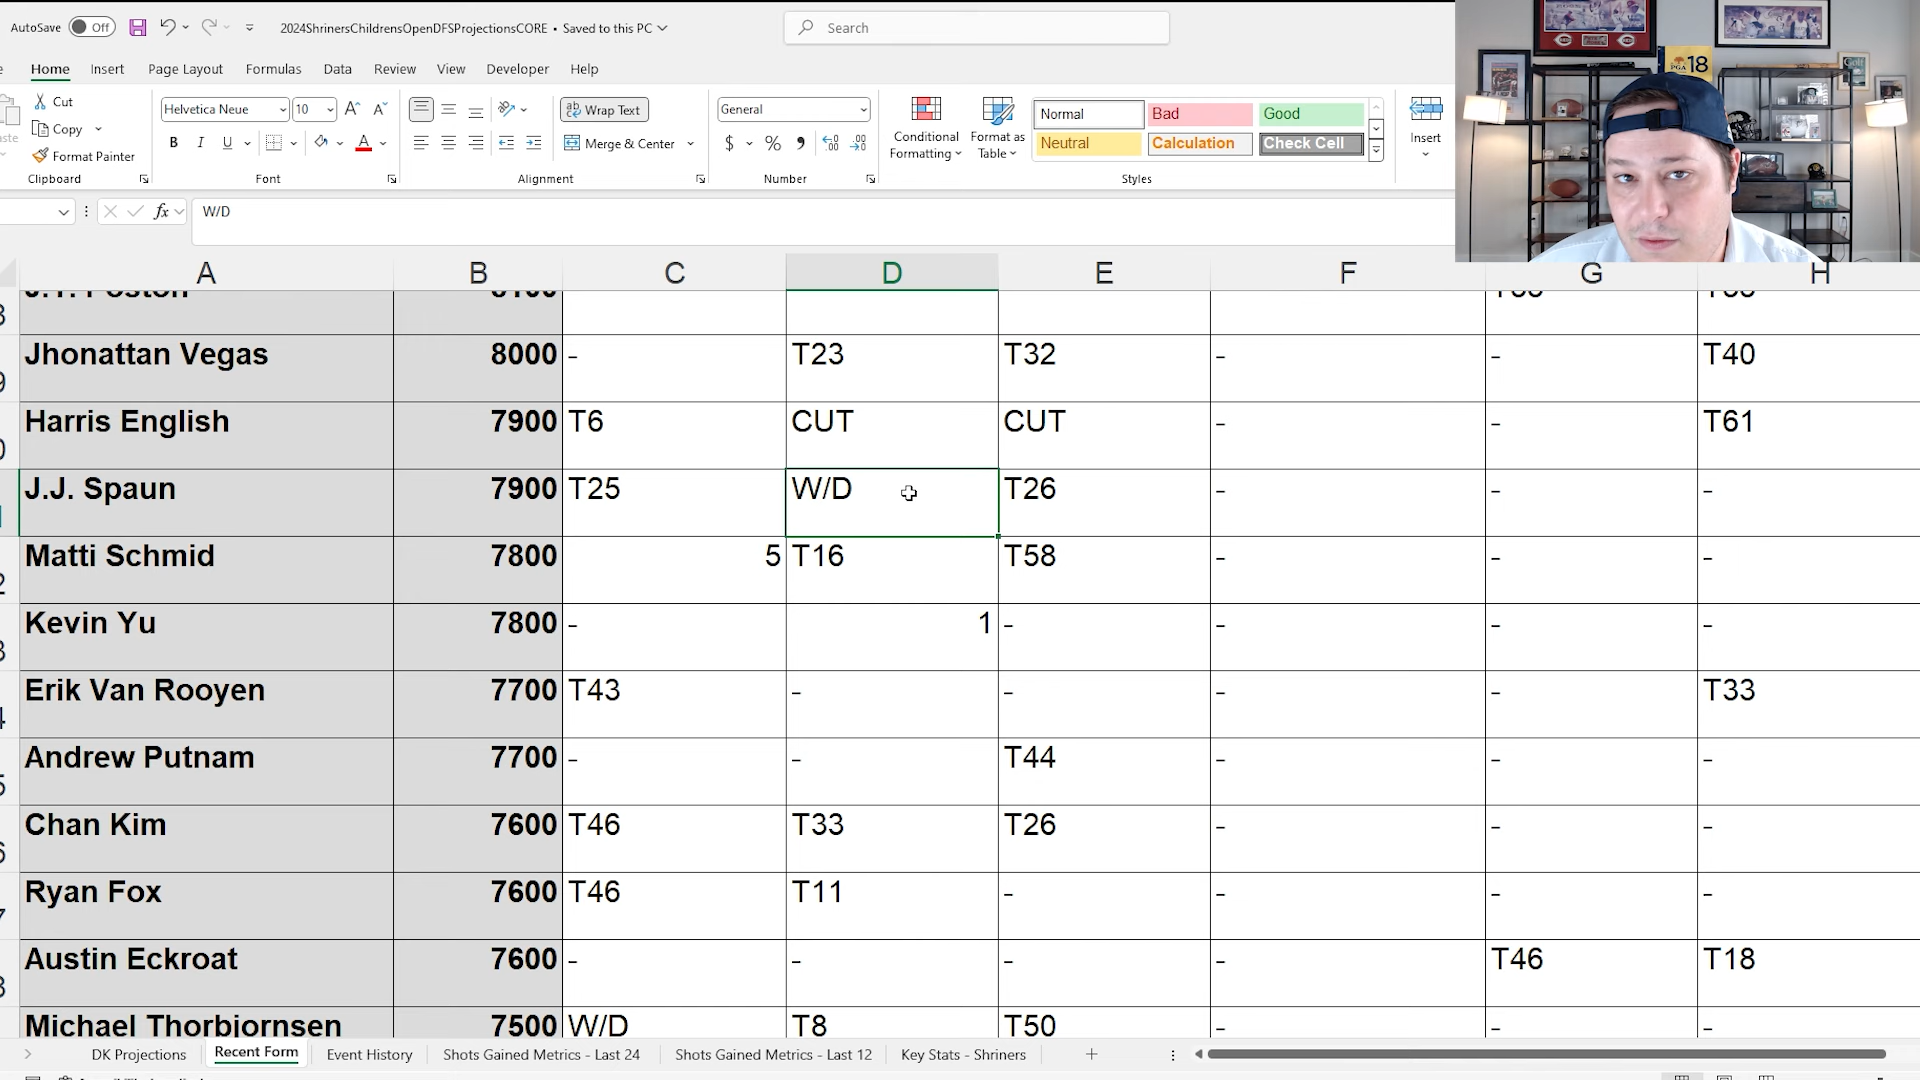 AutoSave Off 2024ShrinersChildrensOpenDFSProjectionsCORE • Saved to this PC Search
Home Insert Page Layout Formulas Data Review View Developer Help
Cut
Copy
Format Painter
Clipboard
Helvetica Neue 10
B I U
Font
Wrap Text
Merge & Center
Alignment
General
$ %
Number
Conditional Formatting
Format as Table
Normal Bad Good
Neutral Calculation Check Cell
Styles
Insert
PGA 18
fx W/D
A B C D E F G H
J.T. Poston
Jhonattan Vegas 8000 - T23 T32 - - T40
Harris English 7900 T6 CUT CUT - - T61
J.J. Spaun 7900 T25 W/D T26 - - -
Matti Schmid 7800 5 T16 T58 - - -
Kevin Yu 7800 - 1 - - - -
Erik Van Rooyen 7700 T43 - - - - T33
Andrew Putnam 7700 - - T44 - - -
Chan Kim 7600 T46 T33 T26 - - -
Ryan Fox 7600 T46 T11 - - - -
Austin Eckroat 7600 - - - - T46 T18
Michael Thorbjornsen 7500 W/D T8 T50 - - -
DK Projections Recent Form Event History Shots Gained Metrics - Last 24 Shots Gained Metrics - Last 12 Key Stats - Shriners